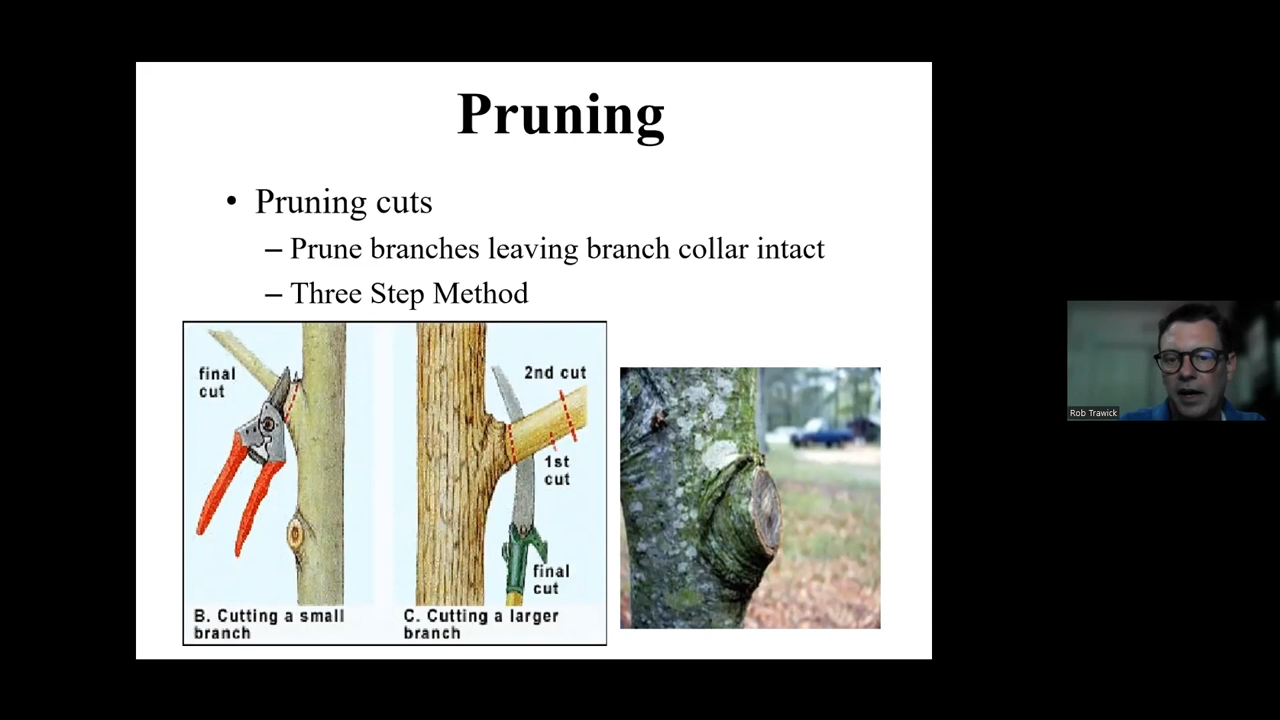 Pruning
• Pruning cuts
– Prune branches leaving branch collar intact
– Three Step Method
final
cut
B. Cutting a small
branch
2nd cut
1st
cut
final
cut
C. Cutting a larger
branch
Rob Trawick